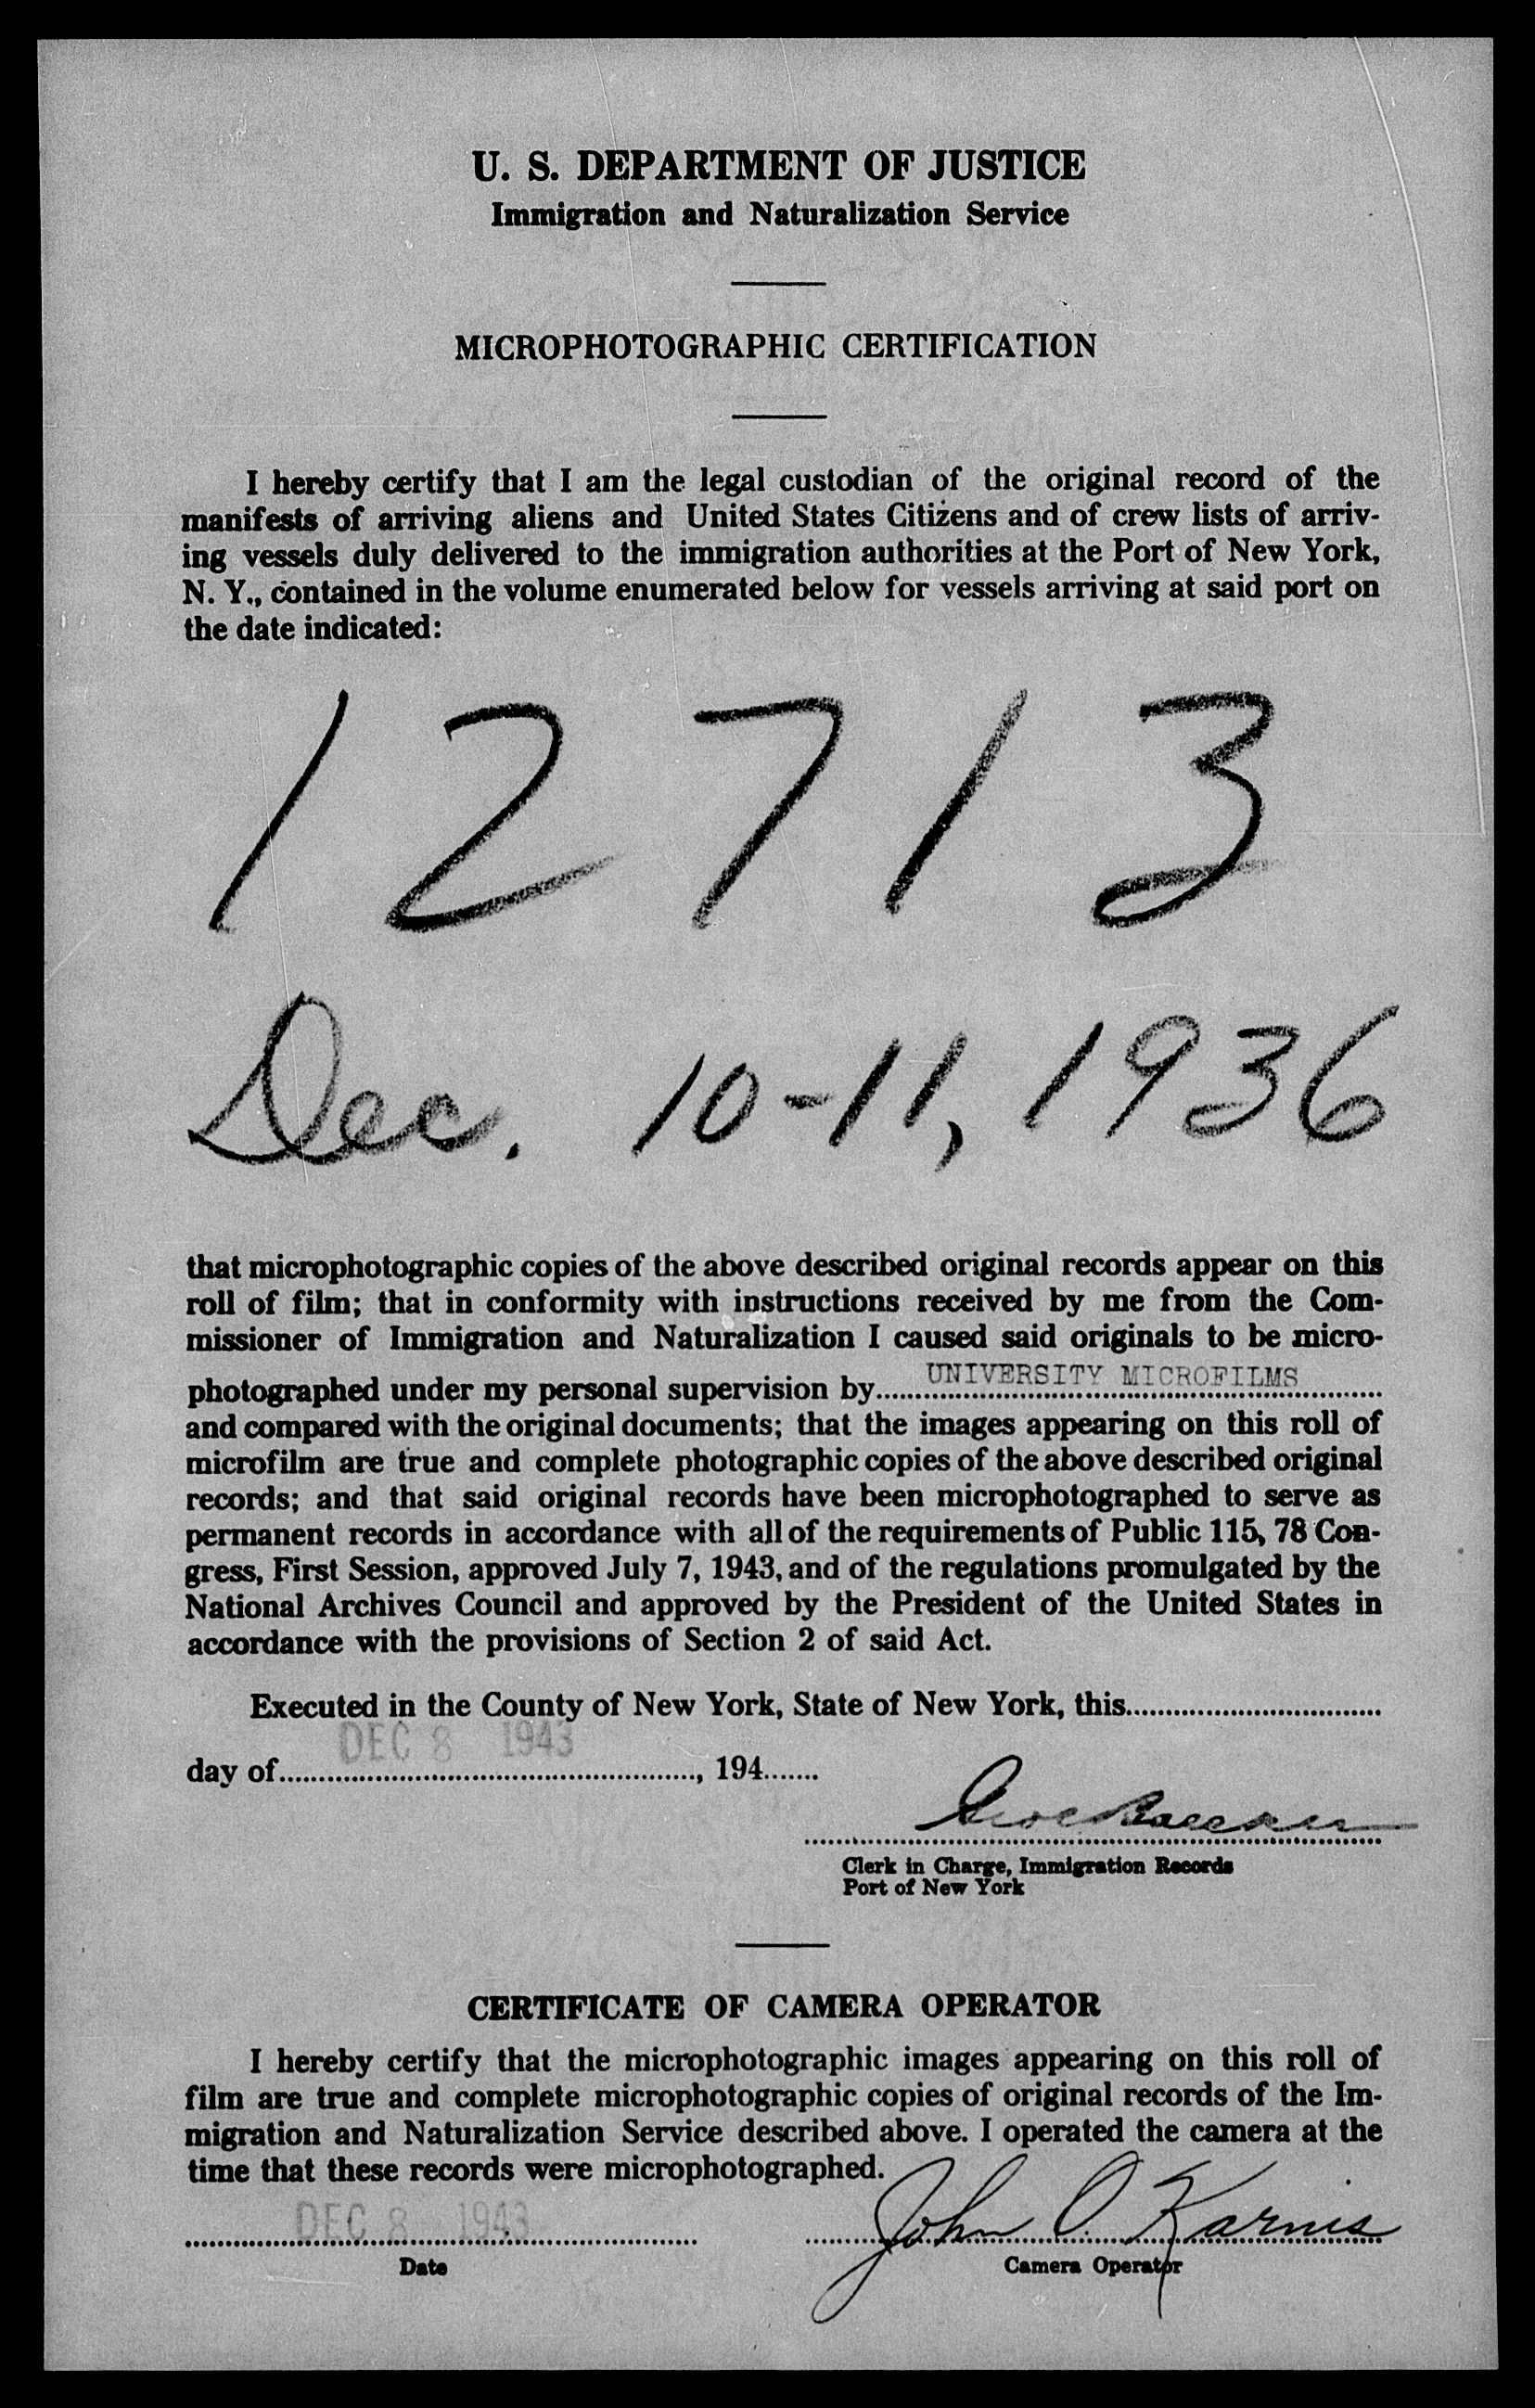 U. S. DEPARTMENT OF JUSTICE
Immigration and Naturalization Service
MICROPHOTOGRAPHIC CERTIFICATION
I hereby certify that I am the legal custodian of the original record of the
manifests of arriving aliens and United States Citizens and of crew lists of arriv-
ing vessels duly delivered to the immigration authorities at the Port of New York,
N. Y., contained in the volume enumerated below for vessels arriving at said port on
the date indicated:
12713
Dec. 10-11, 1936
that microphotographic copies of the above described original records appear on this
roll of film; that in conformity with instructions received by me from the Com-
missioner of Immigration and Naturalization I caused said originals to be micro-
photographed under my personal supervision by UNIVERSITY MICROFILMS
and compared with the original documents; that the images appearing on this roll of
microfilm are true and complete photographic copies of the above described original
records; and that said original records have been microphotographed to serve as
permanent records in accordance with all of the requirements of Public 115, 78 Con-
gress, First Session, approved July 7, 1943, and of the regulations promulgated by the
National Archives Council and approved by the President of the United States in
accordance with the provisions of Section 2 of said Act.
Executed in the County of New York, State of New York, this
DEC 8 1943
day of , 194
Clerk in Charge, Immigration Records
Port of New York
CERTIFICATE OF CAMERA OPERATOR
I hereby certify that the microphotographic images appearing on this roll of
film are true and complete microphotographic copies of original records of the Im-
migration and Naturalization Service described above. I operated the camera at the
time that these records were microphotographed.
DEC 8 1943 John O Karnis
Date Camera Operator